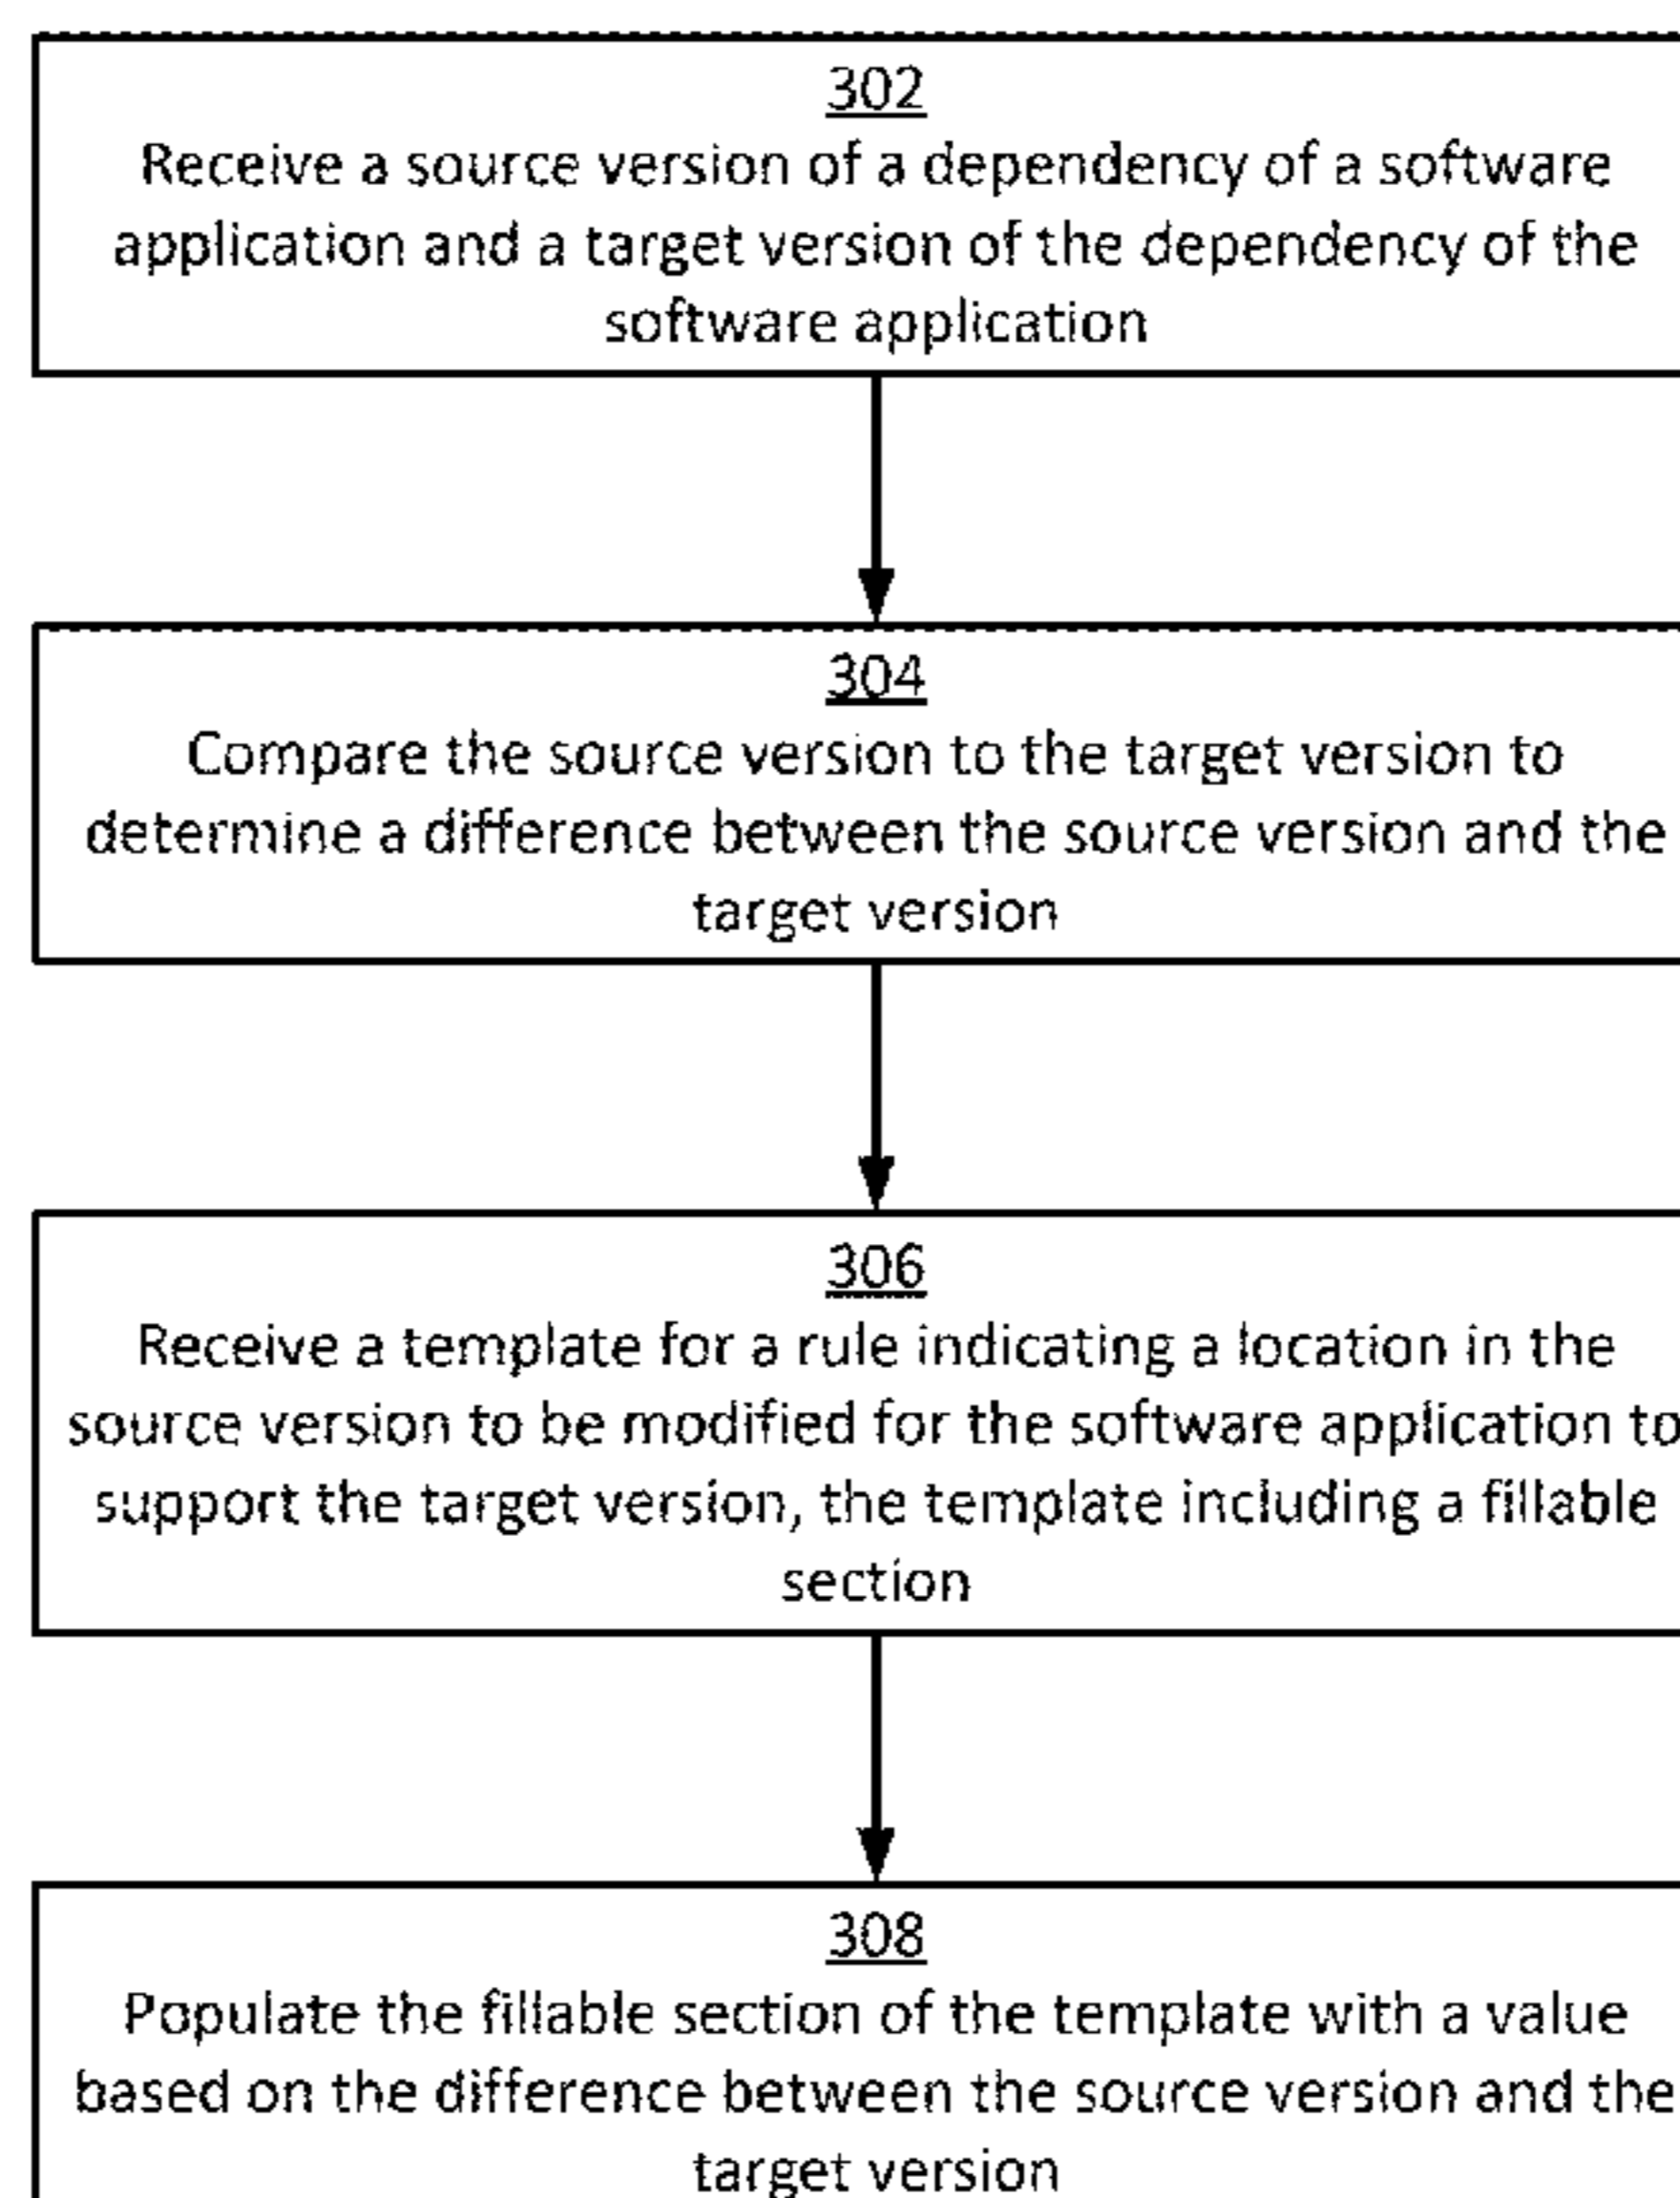 302
Receive a source version of a dependency of a software
application and a target version of the dependency of the
software application
304
Compare the source version to the target version to
determine a difference between the source version and the
target version
306
Receive a template for a rule indicating a location in the
source version to be modified for the software application to
support the target version, the template including a fillable
section
308
Populate the fillable section of the template with a value
based on the difference between the source version and the
target version